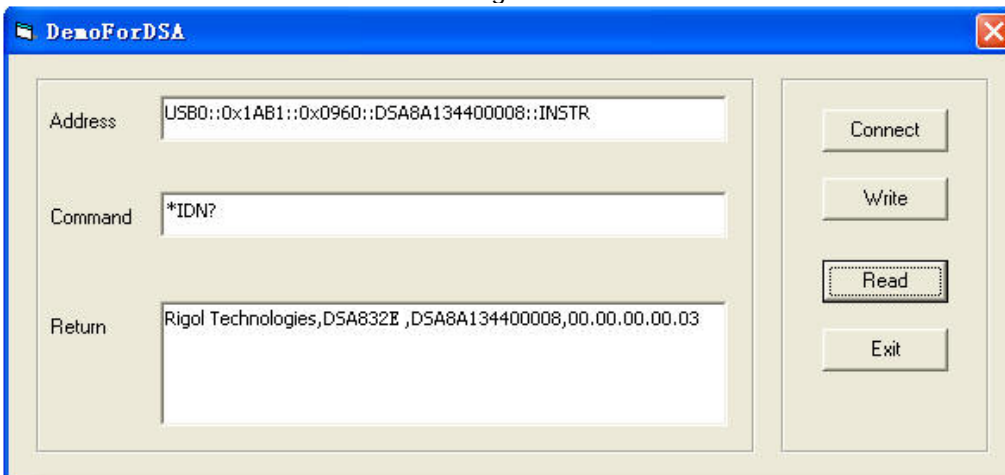 DemoForDSA
Address
USB0::0x1AB1::0x0960::DSA8A134400008::INSTR
Connect
Command
*IDN?
Write
Return
Rigol Technologies,DSA832E ,DSA8A134400008,00.00.00.00.03
Read
Exit